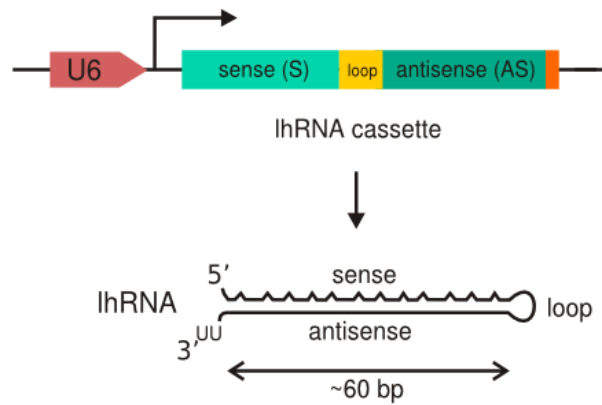 U6
sense (S)
loop
antisense (AS)
lhRNA cassette
5’
sense
lhRNA
loop
UU
3’
antisense
~60 bp